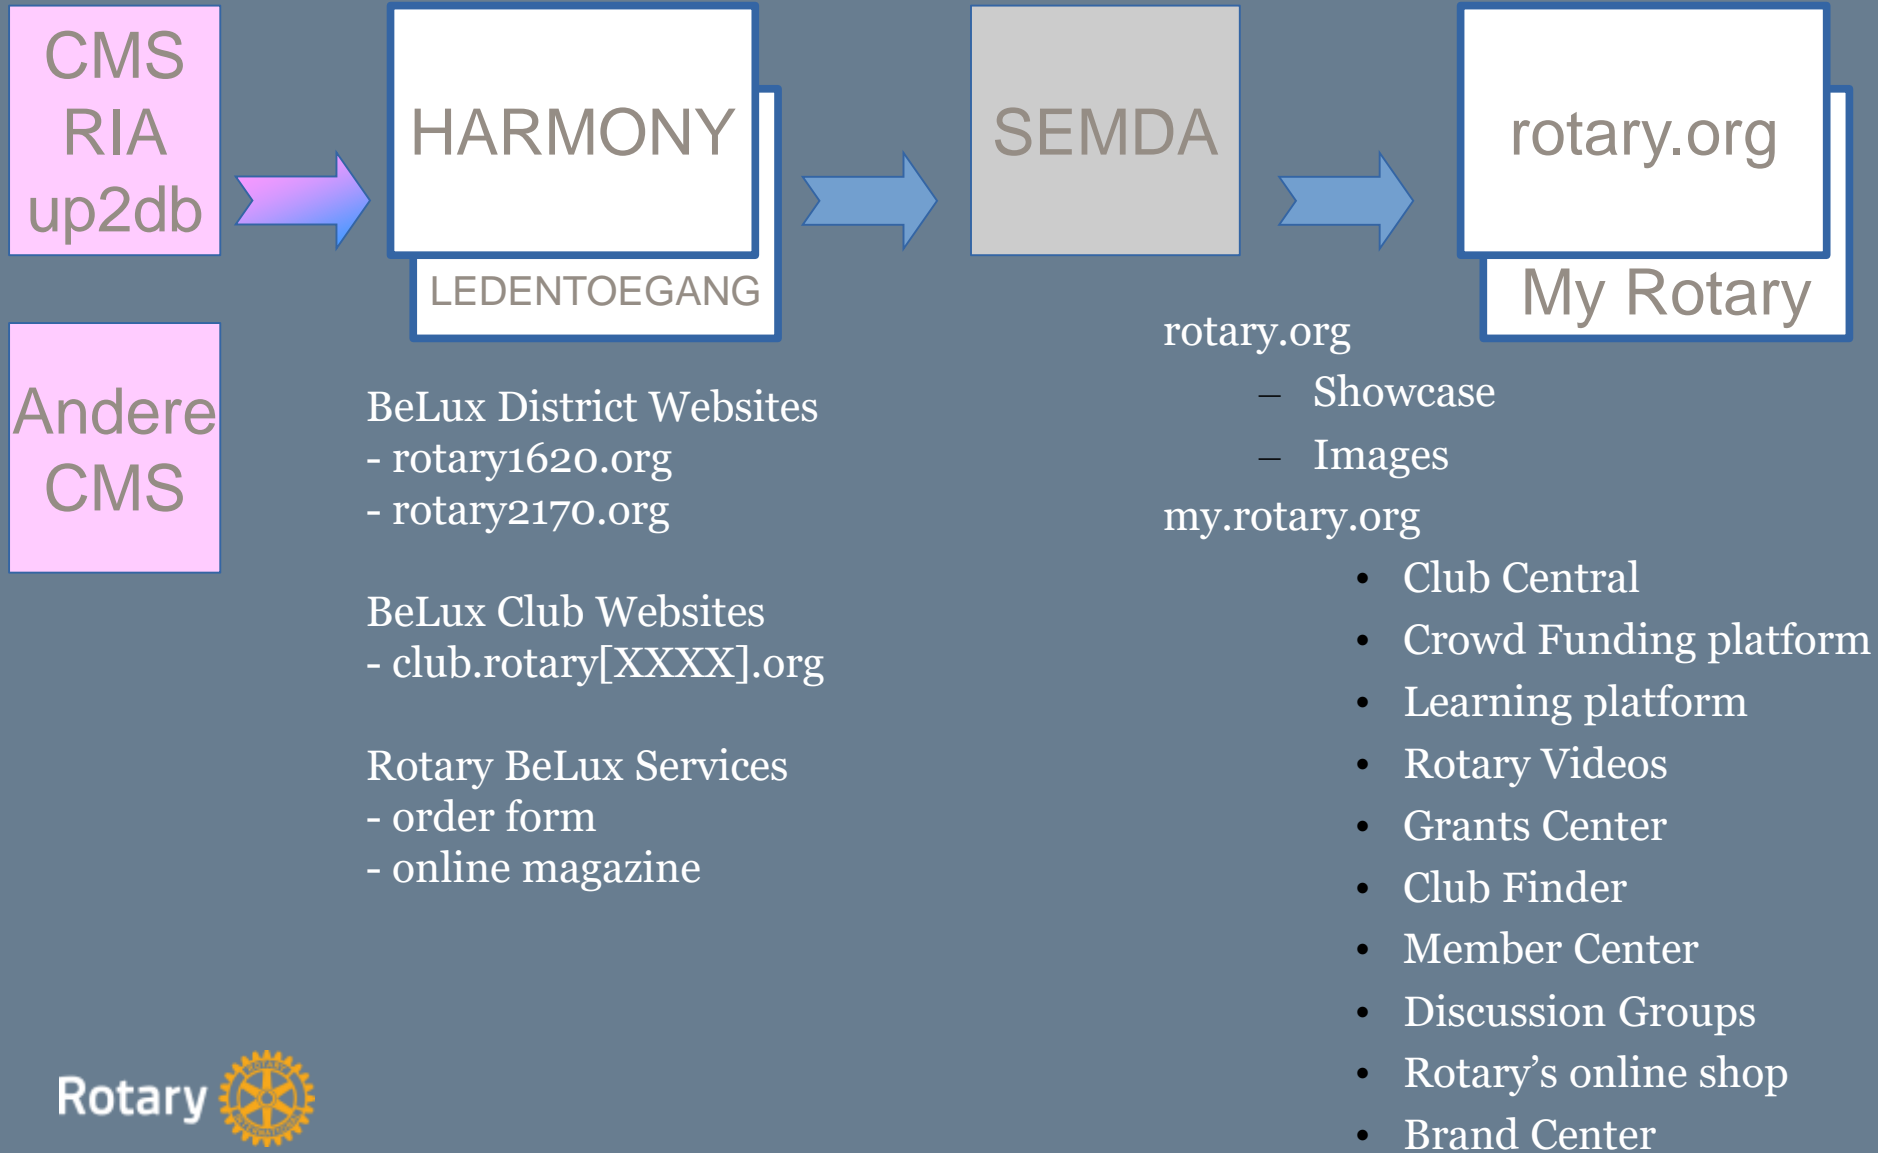 CMS
RIA
up2db
HARMONY
LEDENTOEGANG
SEMDA
rotary.org
My Rotary
Andere
CMS
BeLux District Websites
- rotary1620.org
- rotary2170.org
BeLux Club Websites
- club.rotary[XXXX].org
Rotary BeLux Services
- order form
- online magazine
rotary.org
– Showcase
– Images
my.rotary.org
• Club Central
• Crowd Funding platform
• Learning platform
• Rotary Videos
• Grants Center
• Club Finder
• Member Center
• Discussion Groups
• Rotary’s online shop
• Brand Center
Rotary
ROTARY
INTERNATIONAL